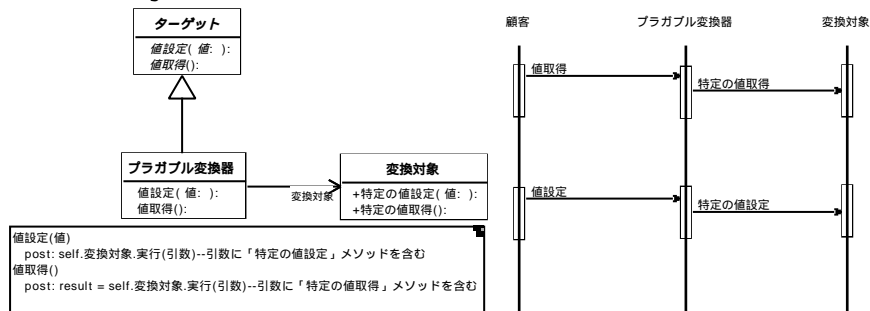 ターゲット
値設定( 値: ):
値取得():
プラガブル変換器
値設定( 値: ):
値取得():
変換対象
変換対象
+特定の値設定( 値: ):
+特定の値取得():
値設定(値)
post: self.変換対象.実行(引数)--引数に「特定の値設定」メソッドを含む
値取得()
post: result = self.変換対象.実行(引数)--引数に「特定の値取得」メソッドを含む
顧客
プラガブル変換器
変換対象
値取得
特定の値取得
値設定
特定の値設定